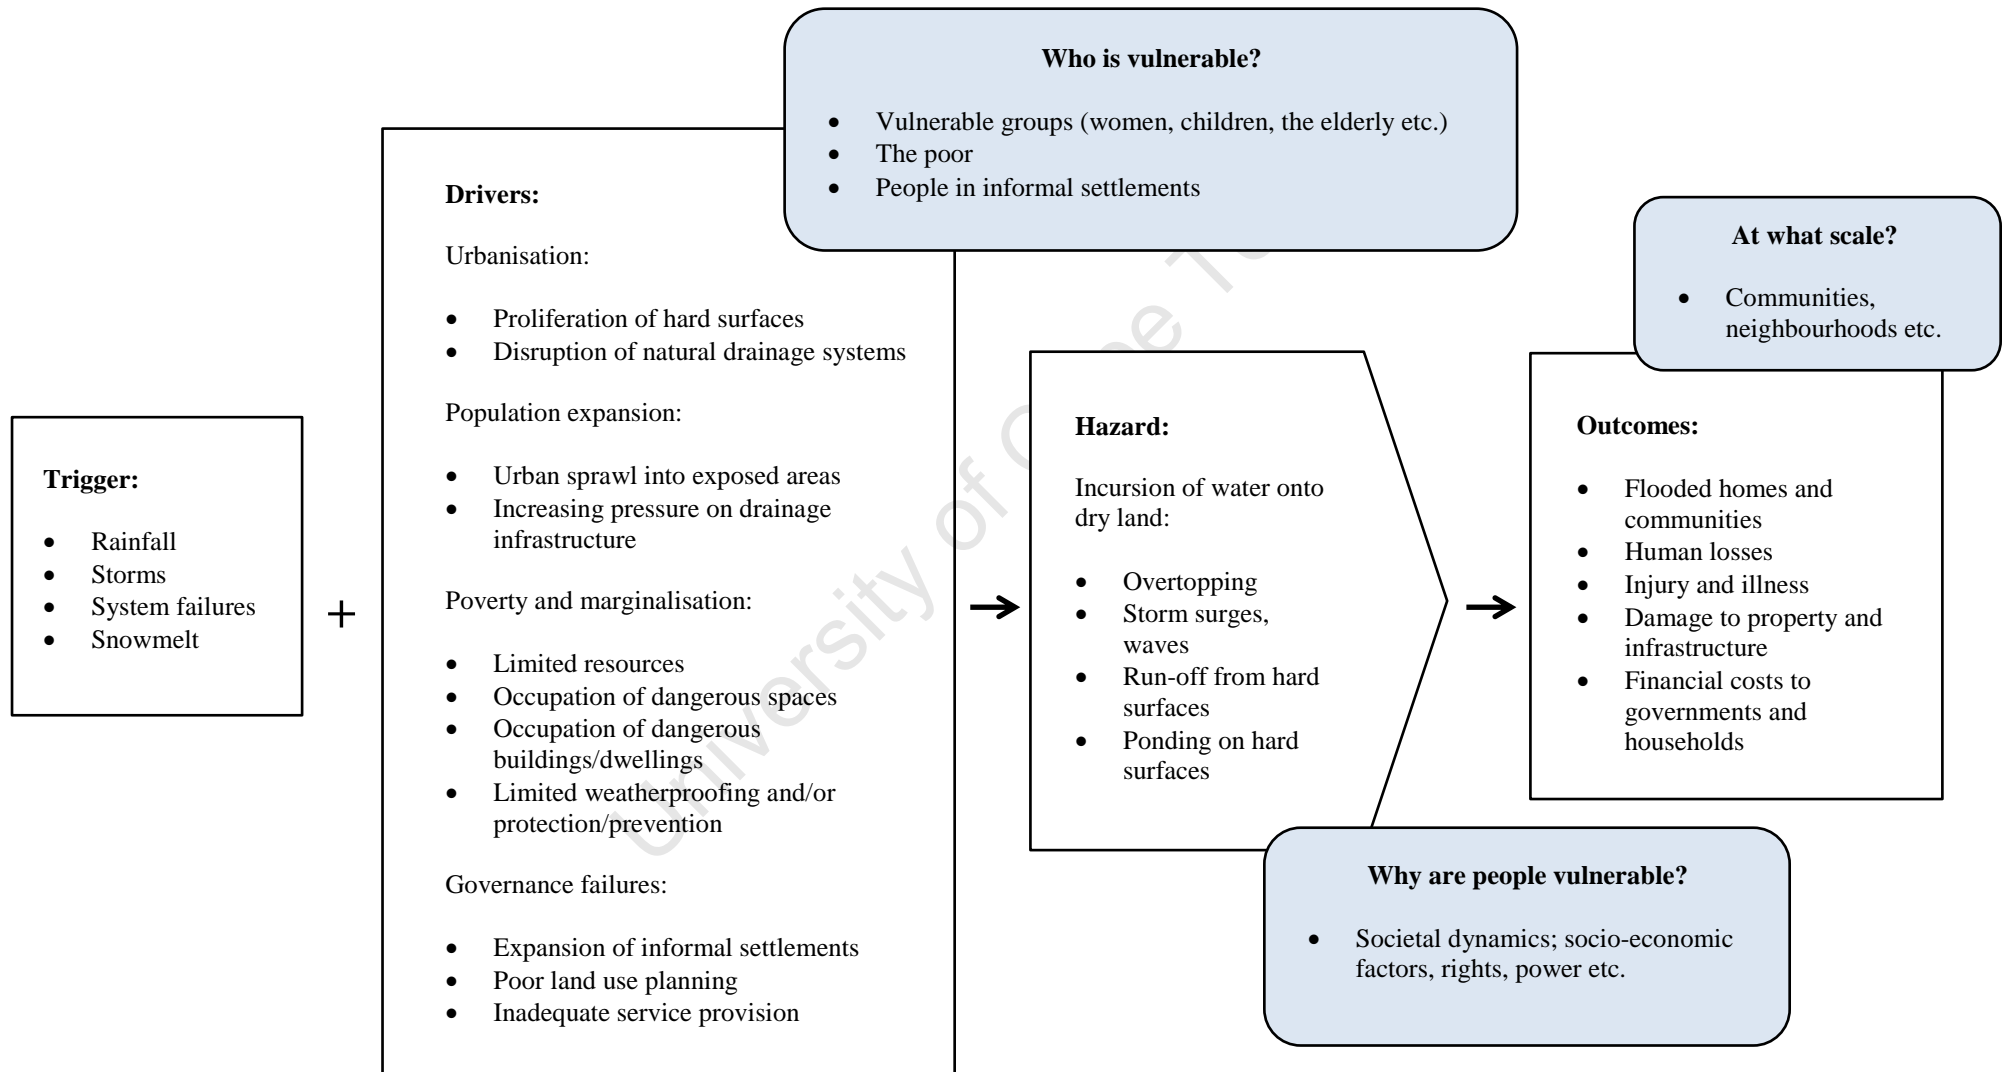 Who is vulnerable?
• Vulnerable groups (women, children, the elderly etc.)
• The poor
• People in informal settlements
At what scale?
• Communities,
neighbourhoods etc.
Trigger:
• Rainfall
• Storms
• System failures
• Snowmelt
+
Drivers:
Urbanisation:
• Proliferation of hard surfaces
• Disruption of natural drainage systems
Population expansion:
• Urban sprawl into exposed areas
• Increasing pressure on drainage
infrastructure
Poverty and marginalisation:
• Limited resources
• Occupation of dangerous spaces
• Occupation of dangerous
buildings/dwellings
• Limited weatherproofing and/or
protection/prevention
Governance failures:
• Expansion of informal settlements
• Poor land use planning
• Inadequate service provision
Hazard:
Incursion of water onto
dry land:
• Overtopping
• Storm surges,
waves
• Run-off from hard
surfaces
• Ponding on hard
surfaces
Outcomes:
• Flooded homes and
communities
• Human losses
• Injury and illness
• Damage to property and
infrastructure
• Financial costs to
governments and
households
Why are people vulnerable?
• Societal dynamics; socio-economic
factors, rights, power etc.
University of